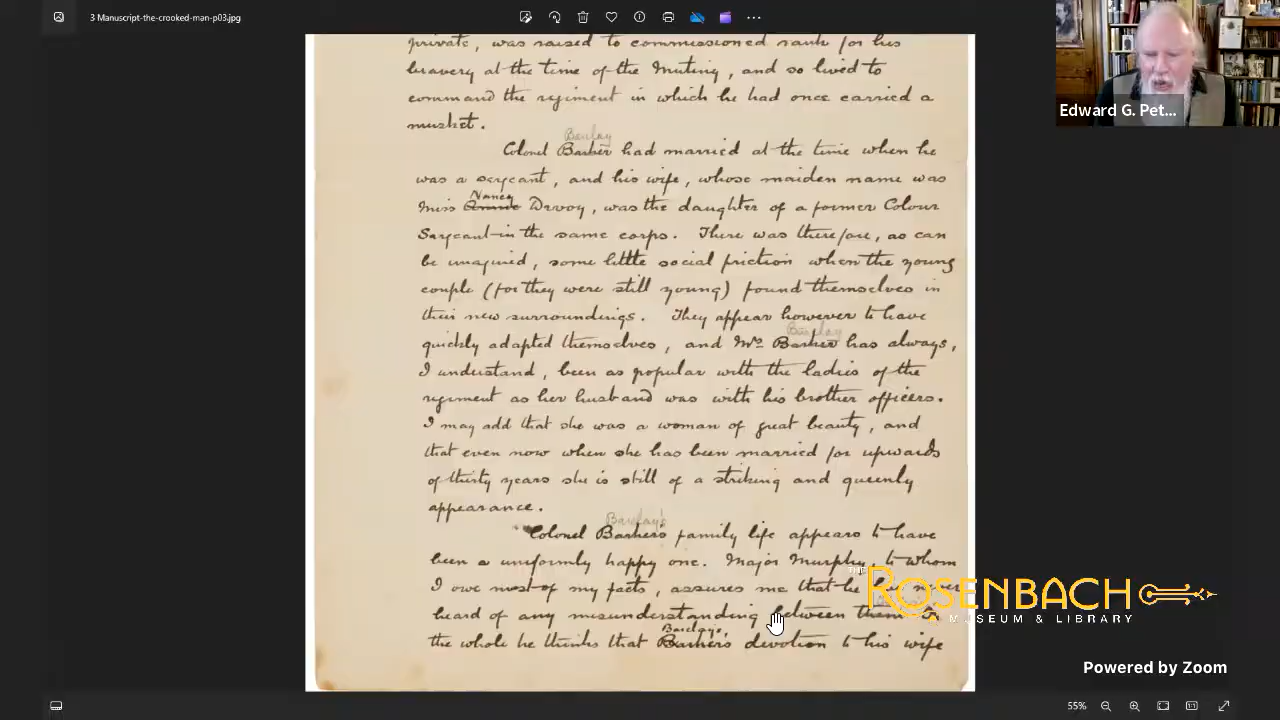 3 Manuscript-the-crooked-man-p03.jpg
private, was raised to commissioned rank for his
bravery at the time of the Mutiny, and so lived to
command the regiment in which he had once carried a
musket.
Barclay
Colonel Barker had married at the time when he
was a sergeant, and his wife, whose maiden name was
Nancy
Miss Devoy, was the daughter of a former Colour
Sargeant in the same corps. There was therefore, as can
be imagined, some little social friction when the young
couple (for they were still young) found themselves in
their new surroundings. They appear however to have
Barclay
quickly adapted themselves, and Mrs Barker has always,
I understand, been as popular with the ladies of the
regiment as her husband was with his brother officers.
I may add that she was a woman of great beauty, and
that even now when she has been married for upwards
of thirty years she is still of a striking and queenly
appearance.
Barclay's
Colonel Barker's family life appears to have
been a uniformly happy one. Major Murphy, to whom
I owe most of my facts, assures me that he has never
heard of any misunderstanding between them. On
Barclay's
the whole he thinks that Barker's devotion to his wife
Edward G. Pet...
THE
ROSENBACH
MUSEUM & LIBRARY
Powered by Zoom
55%